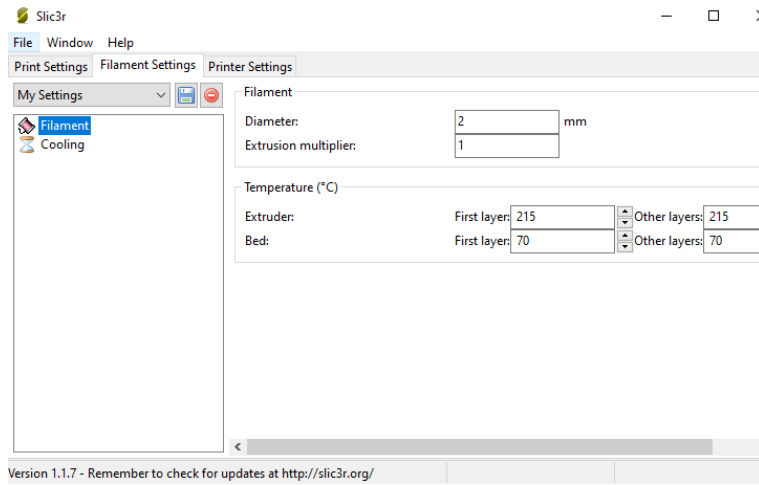 Slic3r
File Window Help
Print Settings Filament Settings Printer Settings
My Settings
Filament
Cooling
Filament
Diameter: 2 mm
Extrusion multiplier: 1
Temperature (°C)
Extruder: First layer: 215 Other layers: 215
Bed: First layer: 70 Other layers: 70
Version 1.1.7 - Remember to check for updates at http://slic3r.org/